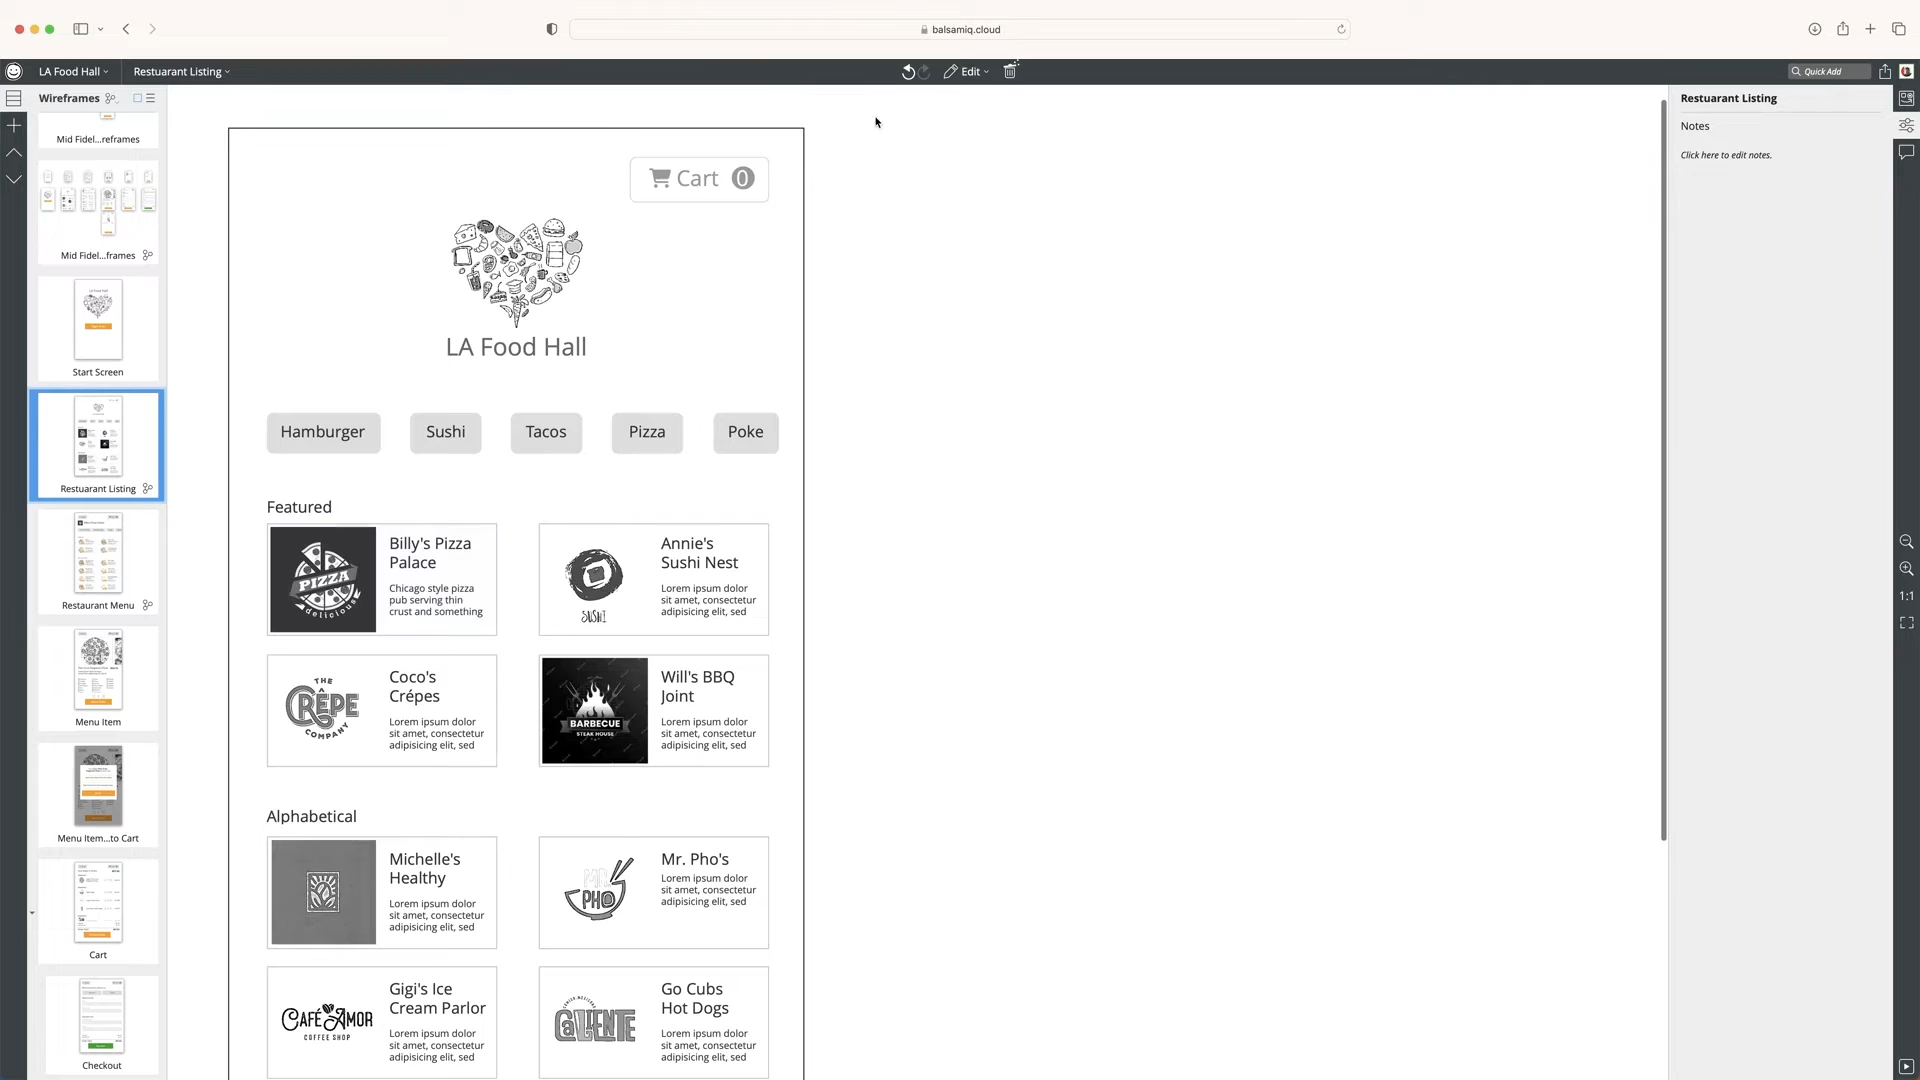 balsamiq.cloud
LA Food Hall
Restuarant Listing
Edit
Quick Add
Wireframes
Mid Fidel...reframes
Mid Fidel...frames
Start Screen
Restuarant Listing
Restaurant Menu
Menu Item
Menu Item...to Cart
Cart
Checkout
Cart 0
LA Food Hall
Hamburger
Sushi
Tacos
Pizza
Poke
Featured
PIZZA
delicious
Billy's Pizza
Palace
Chicago style pizza
pub serving thin
crust and something
SUSHI
Annie's
Sushi Nest
Lorem ipsum dolor
sit amet, consectetur
adipisicing elit, sed
THE
CRÊPE
COMPANY
Coco's
Crépes
Lorem ipsum dolor
sit amet, consectetur
adipisicing elit, sed
BARBECUE
STEAK HOUSE
Will's BBQ
Joint
Lorem ipsum dolor
sit amet, consectetur
adipisicing elit, sed
Alphabetical
Michelle's
Healthy
Lorem ipsum dolor
sit amet, consectetur
adipisicing elit, sed
PHO
Mr. Pho's
Lorem ipsum dolor
sit amet, consectetur
adipisicing elit, sed
CAFÉ AMOR
COFFEE SHOP
Gigi's Ice
Cream Parlor
Lorem ipsum dolor
sit amet, consectetur
adipisicing elit, sed
CALIENTE
Go Cubs
Hot Dogs
Lorem ipsum dolor
sit amet, consectetur
adipisicing elit, sed
Restuarant Listing
Notes
Click here to edit notes.
1:1